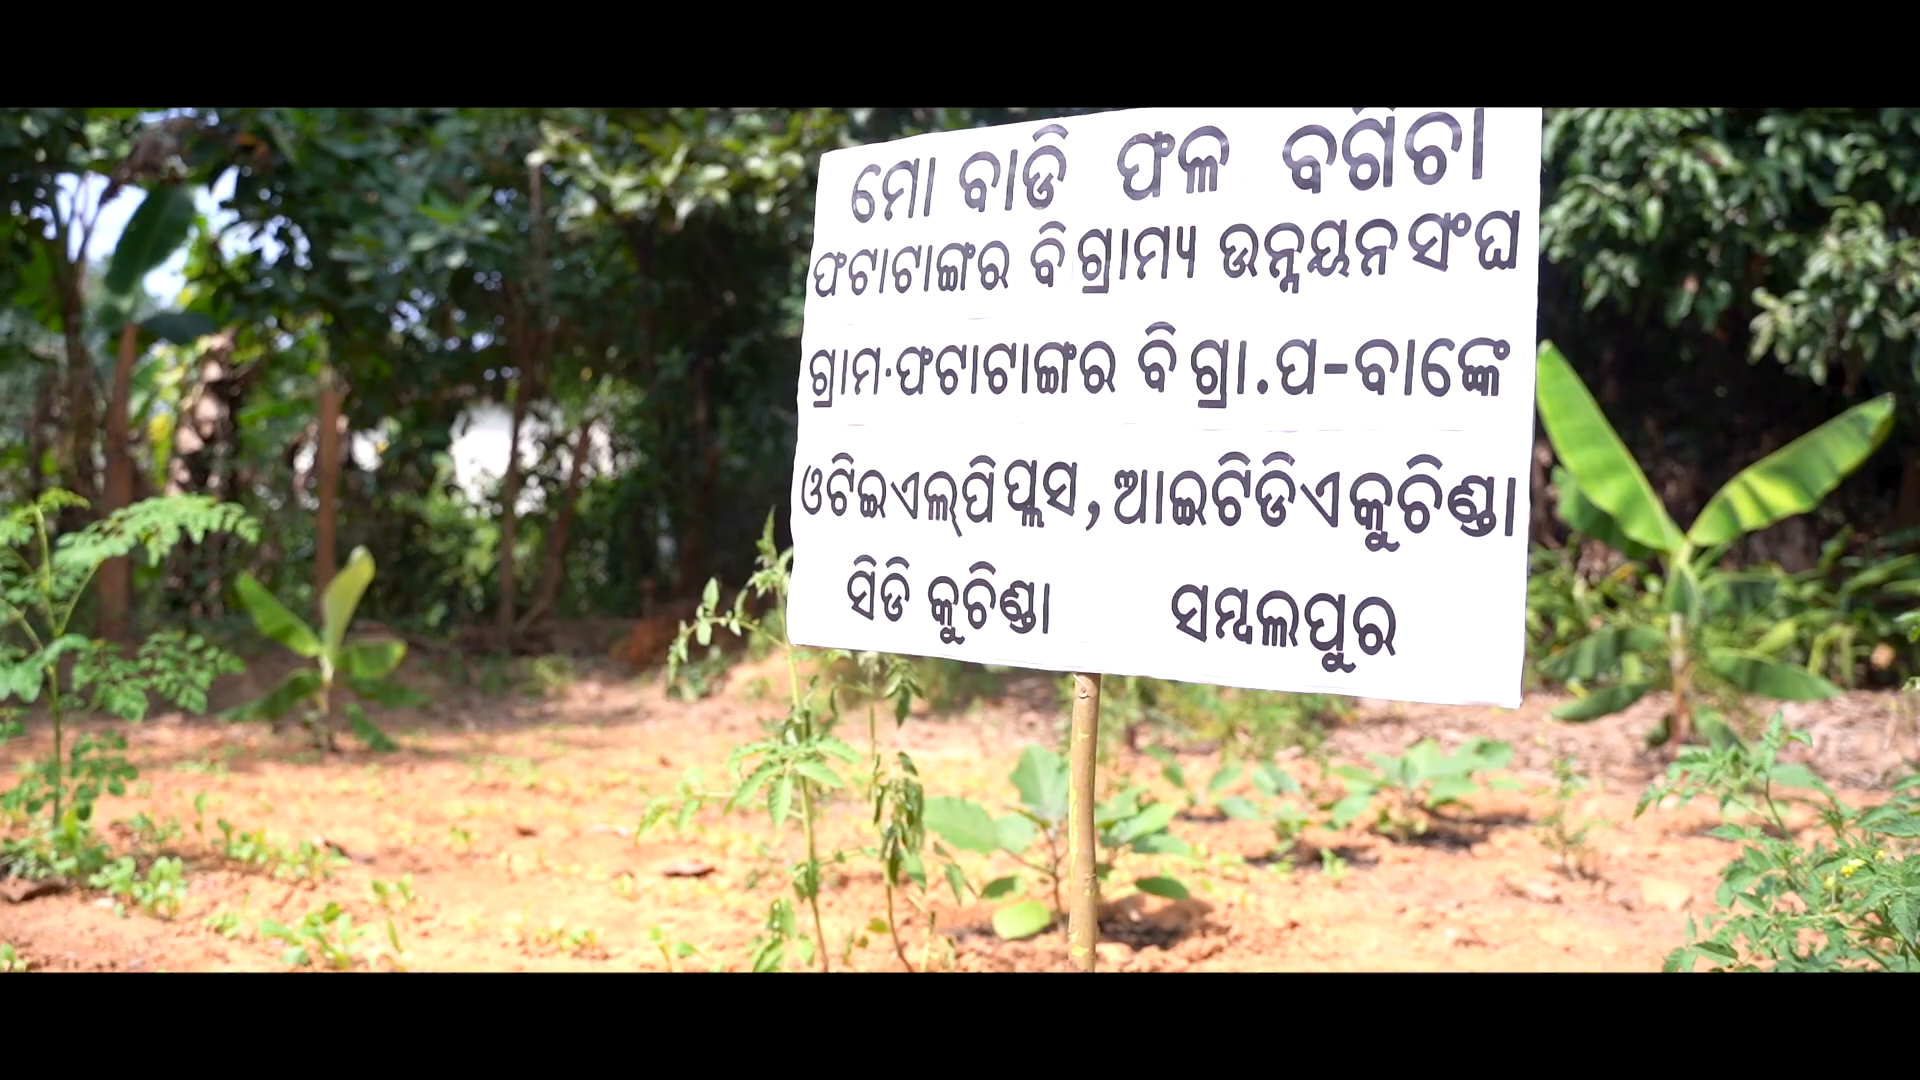 ମୋ ବାଡି ଫଳ ବଗିଚା
ଫଟାଟାଙ୍ଗର ବି ଗ୍ରାମ୍ୟ ଉନ୍ନୟନ ସଂଘ
ଗ୍ରାମ-ଫଟାଟାଙ୍ଗର ବି ଗ୍ରା.ପ-ବାଙ୍କେ
ଓଟିଇଏଲ୍‌ପି ପ୍ଲସ, ଆଇଟିଡିଏ କୁଚିଣ୍ଡା
ସିଡି କୁଚିଣ୍ଡା ସମ୍ବଲପୁର